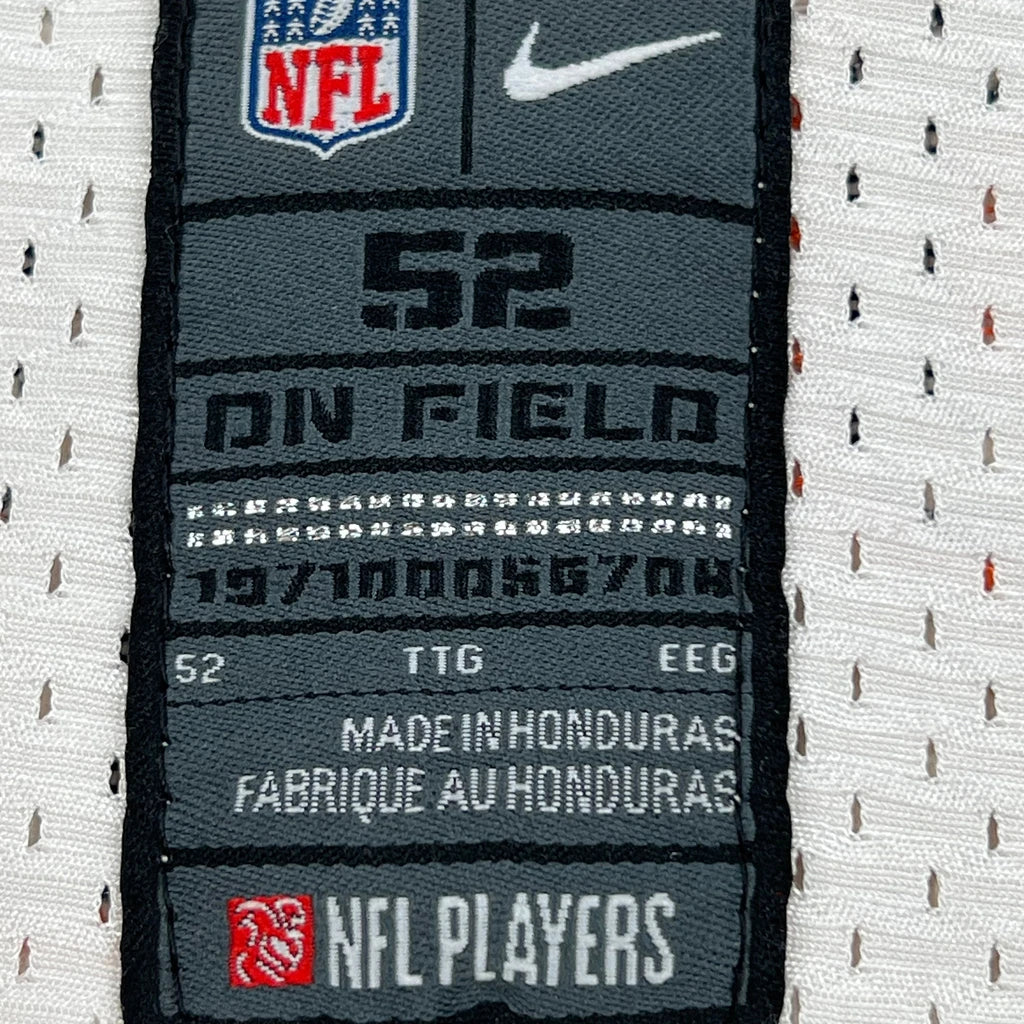 NFL
52
ON FIELD
52 TTG EEG
MADE IN HONDURAS
FABRIQUE AU HONDURAS
NFL PLAYERS